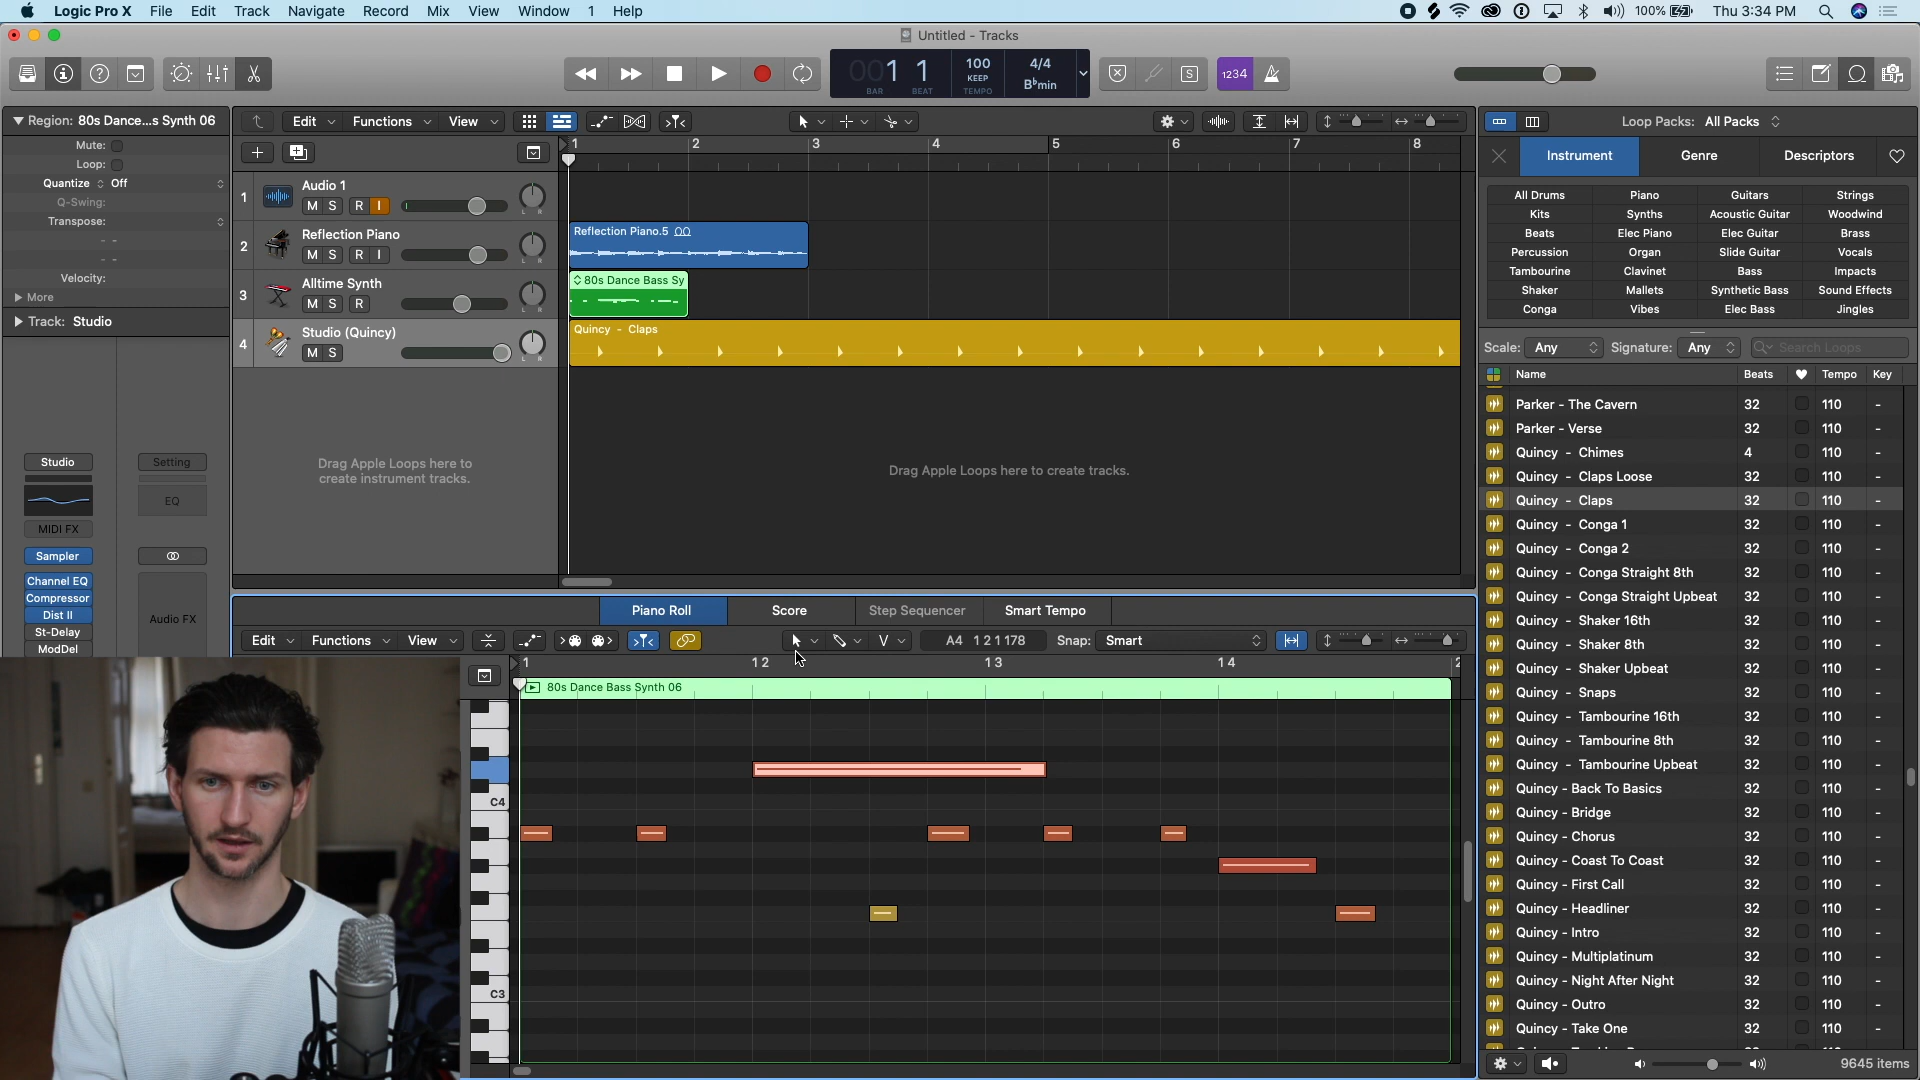 Logic Pro X File Edit Track Navigate Record Mix View Window 1 Help
100% Thu 3:34 PM
Untitled - Tracks
001 1 100 4/4
KEEP B♭min
BAR BEAT TEMPO
S 1234
Region: 80s Dance...s Synth 06
Mute:
Loop:
Quantize Off
Q-Swing:
Transpose:
Velocity:
More
Track: Studio
Studio Setting
EQ
MIDI FX
Sampler
Channel EQ
Compressor
Dist II Audio FX
St-Delay
ModDel
Edit Functions View
1 2 3 4 5 6 7 8
1 Audio 1
M S R I L R
2 Reflection Piano
M S R I L R
3 Alltime Synth
M S R L R
4 Studio (Quincy)
M S L R
Reflection Piano.5
80s Dance Bass Sy
Quincy - Claps
Drag Apple Loops here to
create instrument tracks.
Drag Apple Loops here to create tracks.
Piano Roll Score Step Sequencer Smart Tempo
Edit Functions View A4 1 2 1 178 Snap: Smart
1 1 2 1 3 1 4 2
80s Dance Bass Synth 06
C4
C3
Loop Packs: All Packs
Instrument Genre Descriptors
All Drums Piano Guitars Strings
Kits Synths Acoustic Guitar Woodwind
Beats Elec Piano Elec Guitar Brass
Percussion Organ Slide Guitar Vocals
Tambourine Clavinet Bass Impacts
Shaker Mallets Synthetic Bass Sound Effects
Conga Vibes Elec Bass Jingles
Scale: Any Signature: Any Search Loops
Name Beats Tempo Key
Parker - The Cavern 32 110 -
Parker - Verse 32 110 -
Quincy - Chimes 4 110 -
Quincy - Claps Loose 32 110 -
Quincy - Claps 32 110 -
Quincy - Conga 1 32 110 -
Quincy - Conga 2 32 110 -
Quincy - Conga Straight 8th 32 110 -
Quincy - Conga Straight Upbeat 32 110 -
Quincy - Shaker 16th 32 110 -
Quincy - Shaker 8th 32 110 -
Quincy - Shaker Upbeat 32 110 -
Quincy - Snaps 32 110 -
Quincy - Tambourine 16th 32 110 -
Quincy - Tambourine 8th 32 110 -
Quincy - Tambourine Upbeat 32 110 -
Quincy - Back To Basics 32 110 -
Quincy - Bridge 32 110 -
Quincy - Chorus 32 110 -
Quincy - Coast To Coast 32 110 -
Quincy - First Call 32 110 -
Quincy - Headliner 32 110 -
Quincy - Intro 32 110 -
Quincy - Multiplatinum 32 110 -
Quincy - Night After Night 32 110 -
Quincy - Outro 32 110 -
Quincy - Take One 32 110 -
9645 items